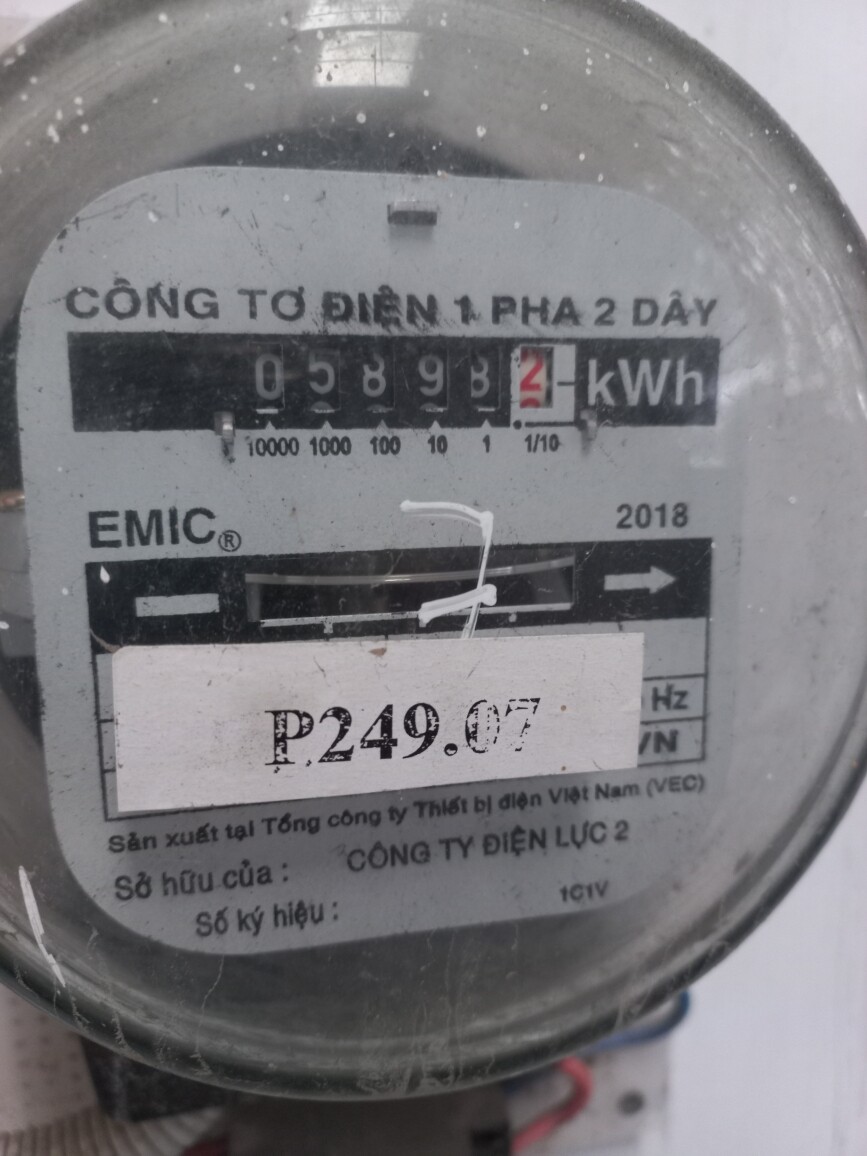 CÔNG TƠ ĐIỆN 1 PHA 2 DÂY
0 5 8 9 8 2 kWh
10000 1000 100 10 1 1/10
EMIC® 2018
P249.07
Hz
VN
Sản xuất tại Tổng công ty Thiết bị điện Việt Nam (VEC)
Sở hữu của : CÔNG TY ĐIỆN LỰC 2
Số ký hiệu : 1C1V